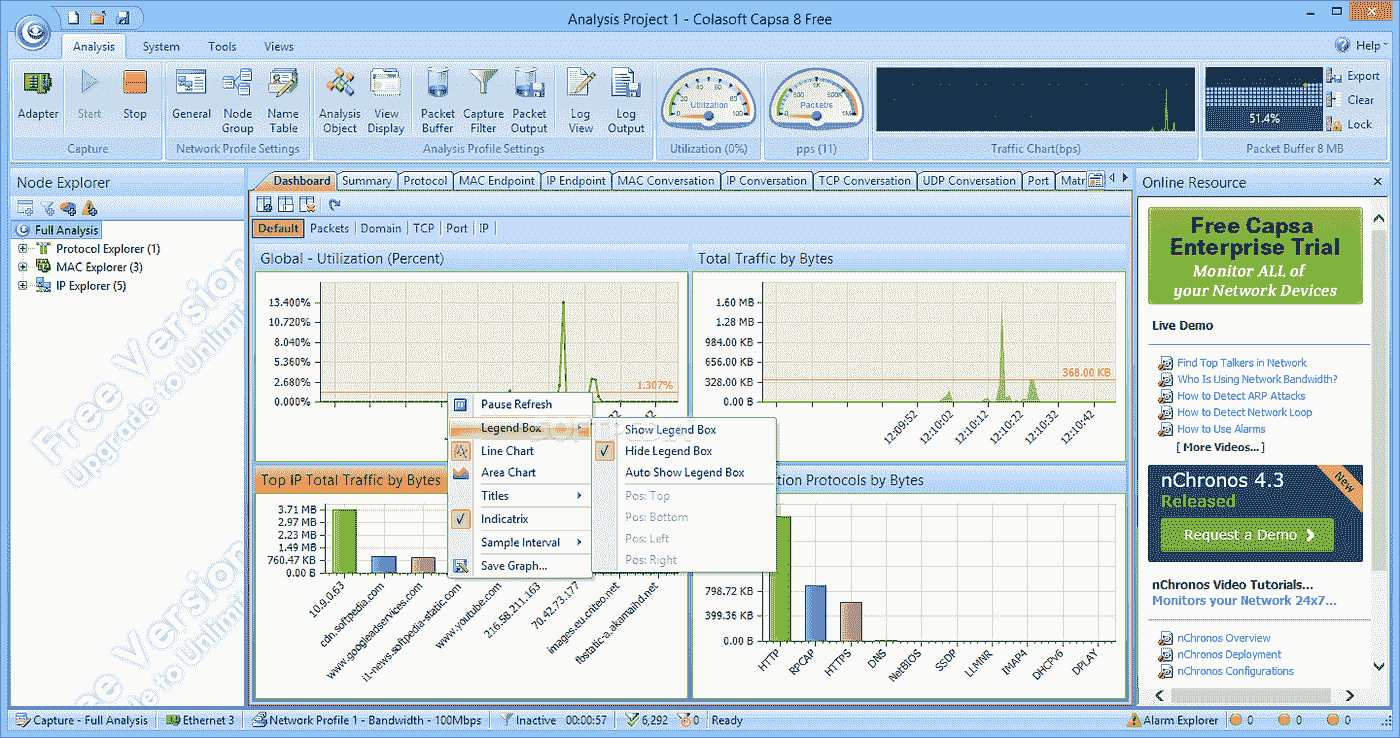 Analysis Project 1 - Colasoft Capsa 8 Free
Analysis System Tools Views Help
Adapter Start Stop
Capture
General Node Group Name Table
Network Profile Settings
Analysis Object View Display Packet Buffer Capture Filter Packet Output Log View Log Output
Analysis Profile Settings
20 40 60 80 100
Utilization
Utilization (0%)
500 1K 500K 1M
Packet/s
pps (11)
Traffic Chart(bps)
51.4%
Export
Clear
Lock
Packet Buffer 8 MB
Node Explorer
Full Analysis
Protocol Explorer (1)
MAC Explorer (3)
IP Explorer (5)
Free Version
Upgrade to Unlimit
Free Version
de to Unlimit
Dashboard Summary Protocol MAC Endpoint IP Endpoint MAC Conversation IP Conversation TCP Conversation UDP Conversation Port Matr
Default Packets Domain TCP Port IP
Global - Utilization (Percent)
13.400%
10.720%
8.040%
5.360%
2.680%
0.000%
1.307%
Total Traffic by Bytes
1.60 MB
1.28 MB
984.00 KB
656.00 KB
328.00 KB
0.00 B
368.00 KB
12:09:52
12:10:02
12:10:12
12:10:22
12:10:32
12:10:42
Pause Refresh
Legend Box
Line Chart
Area Chart
Titles
Indicatrix
Sample Interval
Save Graph...
Show Legend Box
Hide Legend Box
Auto Show Legend Box
Pos: Top
Pos: Bottom
Pos: Left
Pos: Right
Top IP Total Traffic by Bytes
3.71 MB
2.97 MB
2.23 MB
1.49 MB
760.47 KB
0.00 B
10.9.0.63
cdn.softpedia.com
www.googleadservices.com
i1-news.softpedia-static.com
www.youtube.com
216.58.211.163
70.42.73.177
images.eu.criteo.net
fbstatic-a.akamaihd.net
tion Protocols by Bytes
798.72 KB
399.36 KB
0.00 B
HTTP
RPCAP
HTTPS
DNS
NetBIOS
SSDP
LLMNR
IMAP4
DHCPv6
DPLAY
Online Resource
Free Capsa
Enterprise Trial
Monitor ALL of
your Network Devices
Live Demo
Find Top Talkers in Network
Who Is Using Network Bandwidth?
How to Detect ARP Attacks
How to Detect Network Loop
How to Use Alarms
[ More Videos... ]
nChronos 4.3
Released
New
Request a Demo
nChronos Video Tutorials...
Monitors your Network 24x7...
nChronos Overview
nChronos Deployment
nChronos Configurations
Capture - Full Analysis Ethernet 3 Network Profile 1 - Bandwidth - 100Mbps Inactive 00:00:57 6,292 0 Ready Alarm Explorer 0 0 0